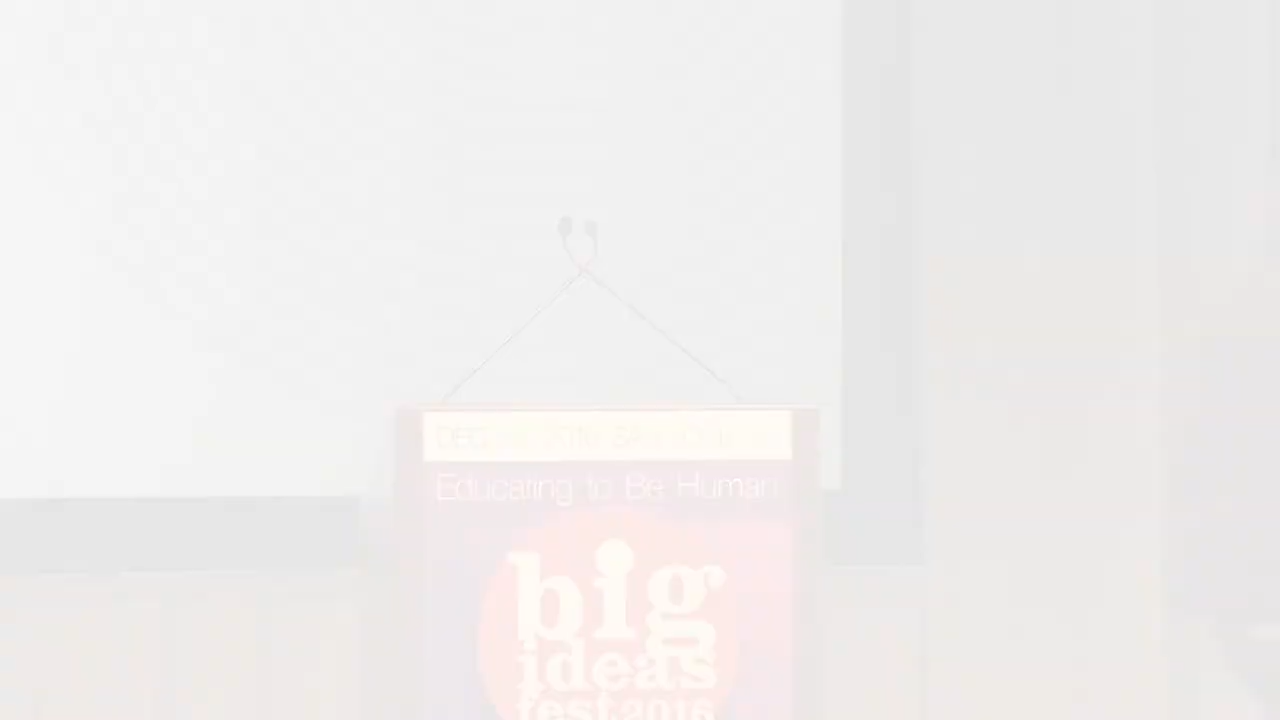 Educating to Be Human
big
ideas
fest 2016